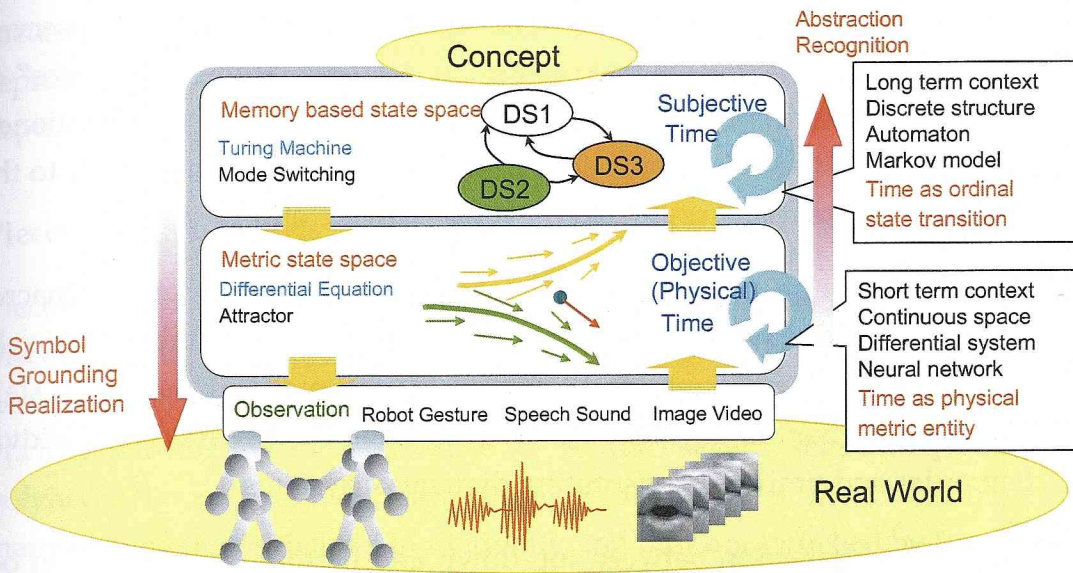 Concept
Abstraction
Recognition
Memory based state space
Turing Machine
Mode Switching
DS1
DS2
DS3
Subjective
Time
Long term context
Discrete structure
Automaton
Markov model
Time as ordinal
state transition
Metric state space
Differential Equation
Attractor
Objective
(Physical)
Time
Short term context
Continuous space
Differential system
Neural network
Time as physical
metric entity
Symbol
Grounding
Realization
Observation
Robot Gesture
Speech Sound
Image Video
Real World